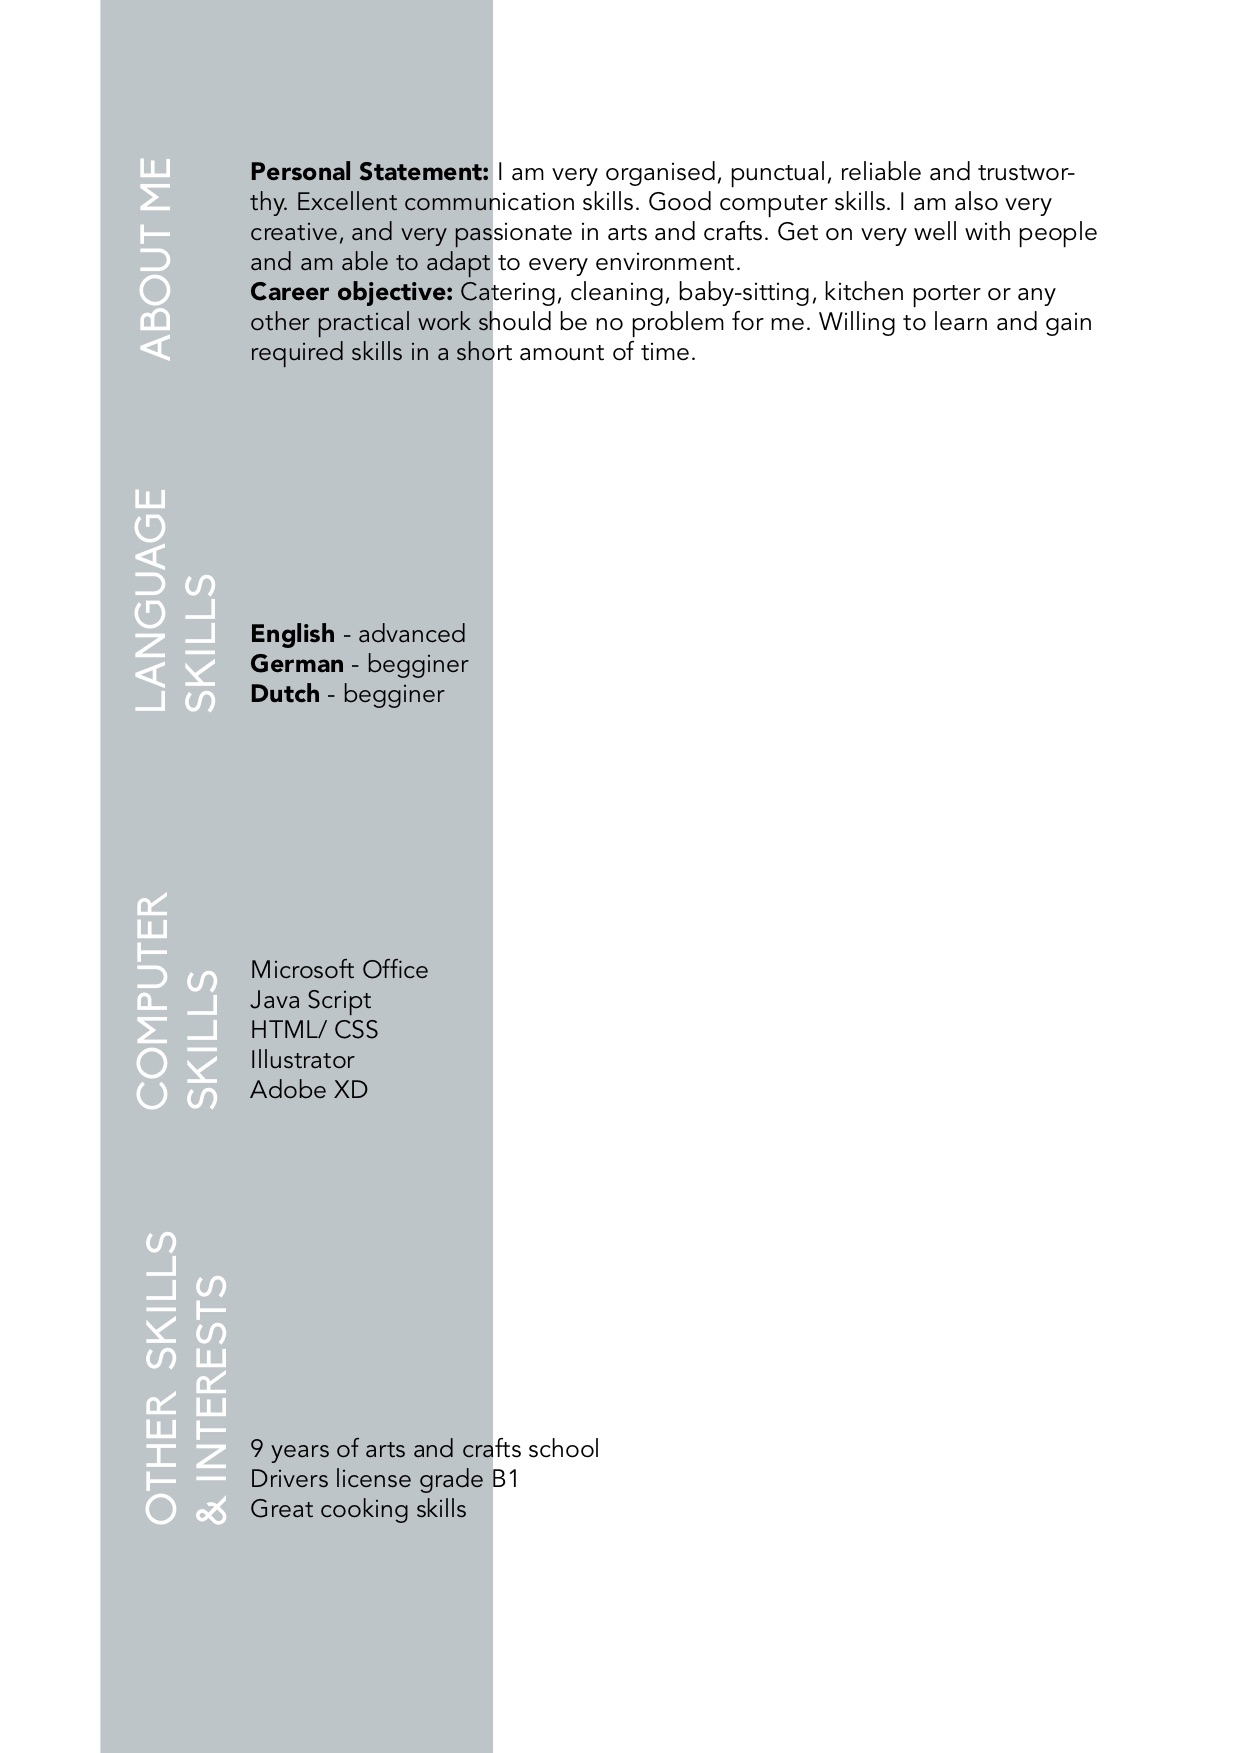 ABOUT ME
Personal Statement: I am very organised, punctual, reliable and trustwor-
thy. Excellent communication skills. Good computer skills. I am also very
creative, and very passionate in arts and crafts. Get on very well with people
and am able to adapt to every environment.
Career objective: Catering, cleaning, baby-sitting, kitchen porter or any
other practical work should be no problem for me. Willing to learn and gain
required skills in a short amount of time.
LANGUAGE
SKILLS
English - advanced
German - begginer
Dutch - begginer
COMPUTER
SKILLS
Microsoft Office
Java Script
HTML/ CSS
Illustrator
Adobe XD
OTHER SKILLS
& INTERESTS
9 years of arts and crafts school
Drivers license grade B1
Great cooking skills